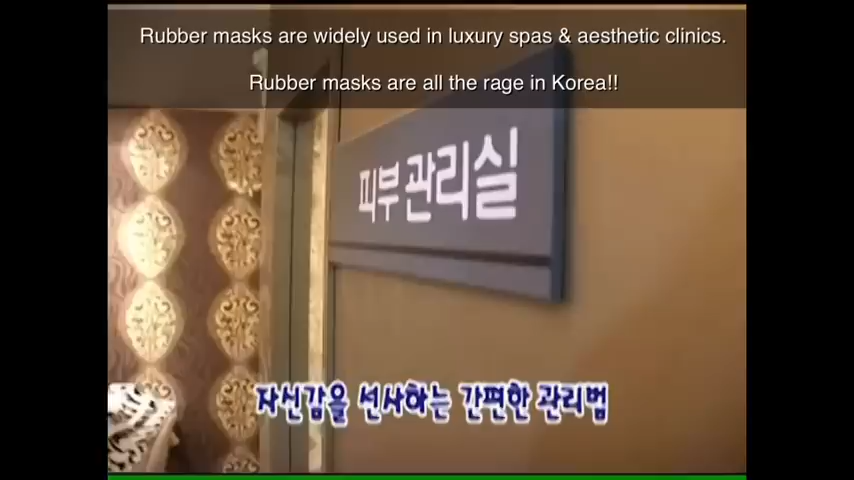 Rubber masks are widely used in luxury spas & aesthetic clinics.
Rubber masks are all the rage in Korea!!
피부 관리실
자신감을 선사하는 간편한 관리법